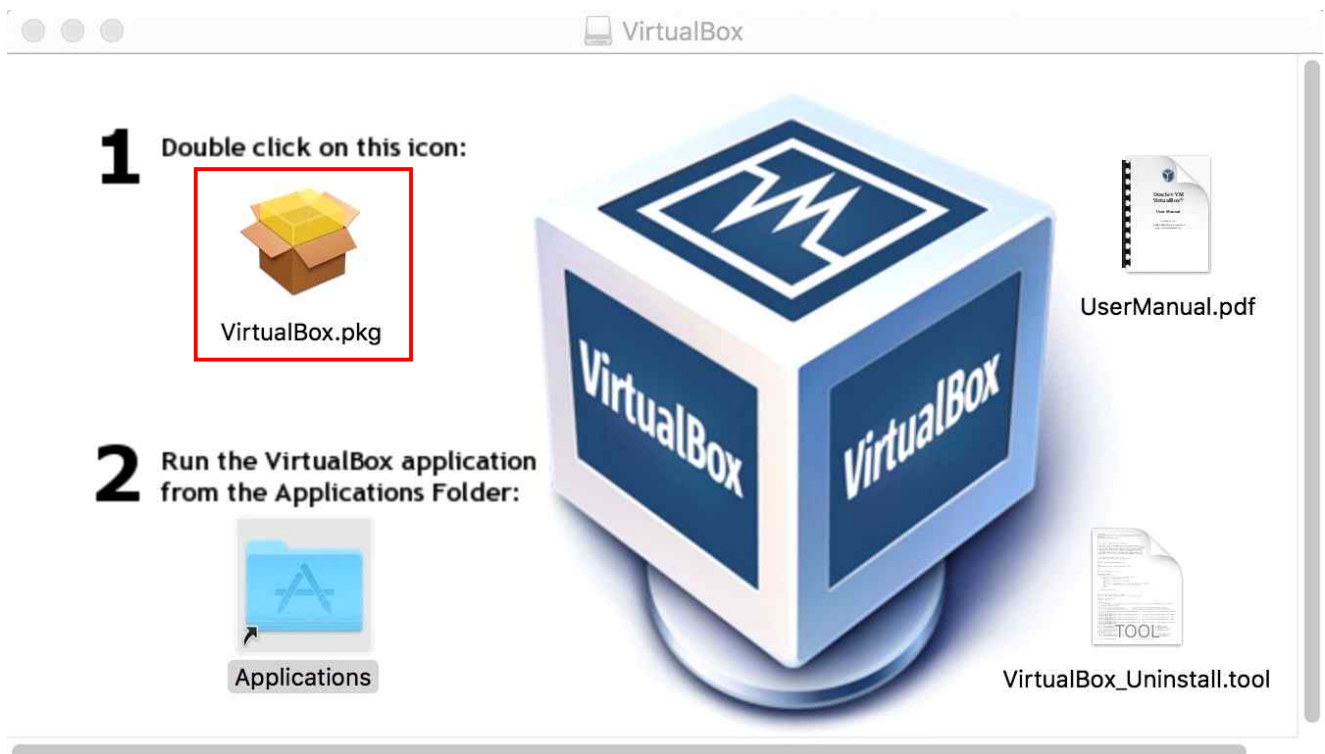 VirtualBox
1 Double click on this icon:
VirtualBox.pkg
2 Run the VirtualBox application
from the Applications Folder:
Applications
VirtualBox
VirtualBox
UserManual.pdf
TOOL
VirtualBox_Uninstall.tool